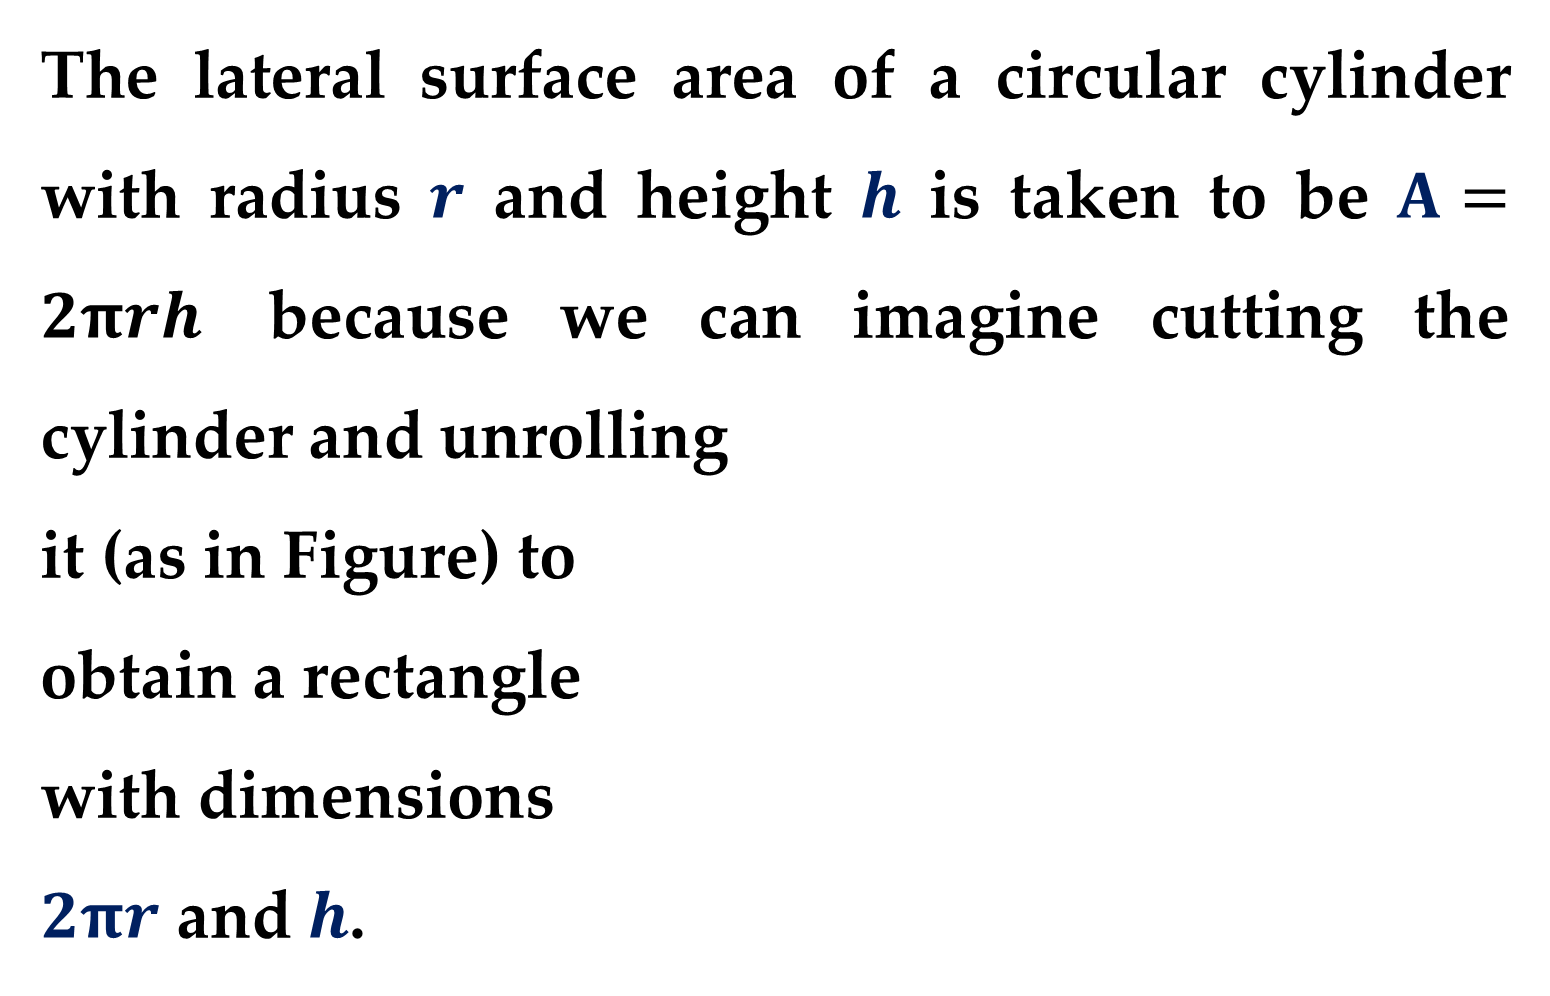 The lateral surface area of a circular cylinder
with radius r and height h is taken to be A =
2πrh because we can imagine cutting the
cylinder and unrolling
it (as in Figure) to
obtain a rectangle
with dimensions
2πr and h.